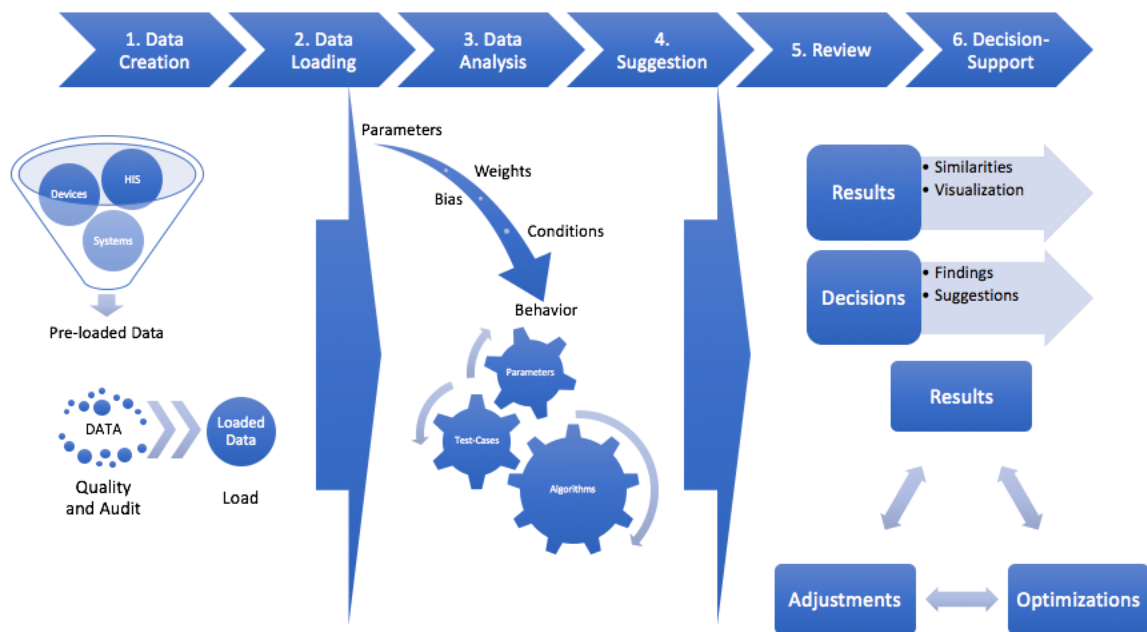 1. Data
Creation
2. Data
Loading
3. Data
Analysis
4.
Suggestion
5. Review
6. Decision-
Support
Devices
HIS
Systems
Pre-loaded Data
DATA
Loaded
Data
Quality
and Audit
Load
Parameters
Weights
Bias
Conditions
Behavior
Parameters
Test-Cases
Algorithms
Results
• Similarities
• Visualization
Decisions
• Findings
• Suggestions
Results
Adjustments
Optimizations